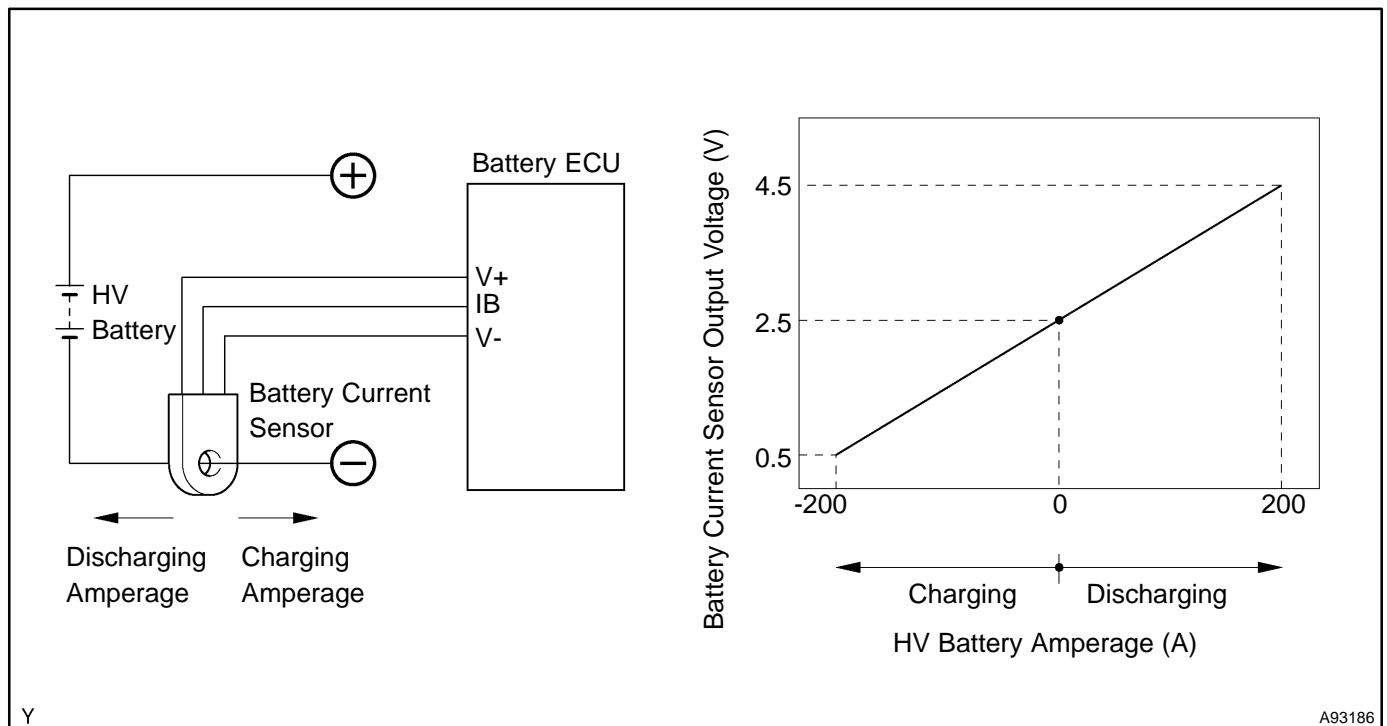 +
Battery ECU
V+
IB
V-
HV
Battery
Battery Current
Sensor
−
Discharging
Amperage
Charging
Amperage
Battery Current Sensor Output Voltage (V)
4.5
2.5
0.5
-200
0
200
Charging
Discharging
HV Battery Amperage (A)
Y
A93186